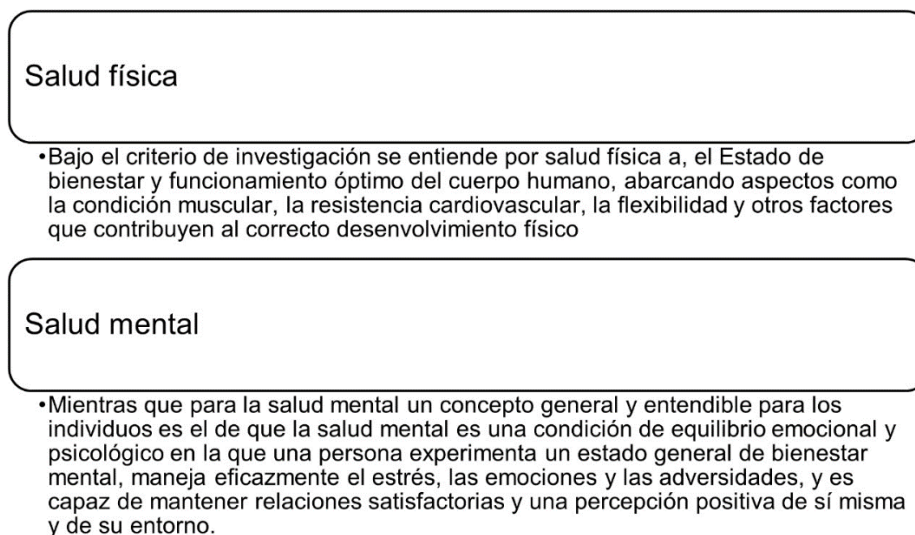 Salud física
•Bajo el criterio de investigación se entiende por salud física a, el Estado de
bienestar y funcionamiento óptimo del cuerpo humano, abarcando aspectos como
la condición muscular, la resistencia cardiovascular, la flexibilidad y otros factores
que contribuyen al correcto desenvolvimiento físico
Salud mental
•Mientras que para la salud mental un concepto general y entendible para los
individuos es el de que la salud mental es una condición de equilibrio emocional y
psicológico en la que una persona experimenta un estado general de bienestar
mental, maneja eficazmente el estrés, las emociones y las adversidades, y es
capaz de mantener relaciones satisfactorias y una percepción positiva de sí misma
y de su entorno.